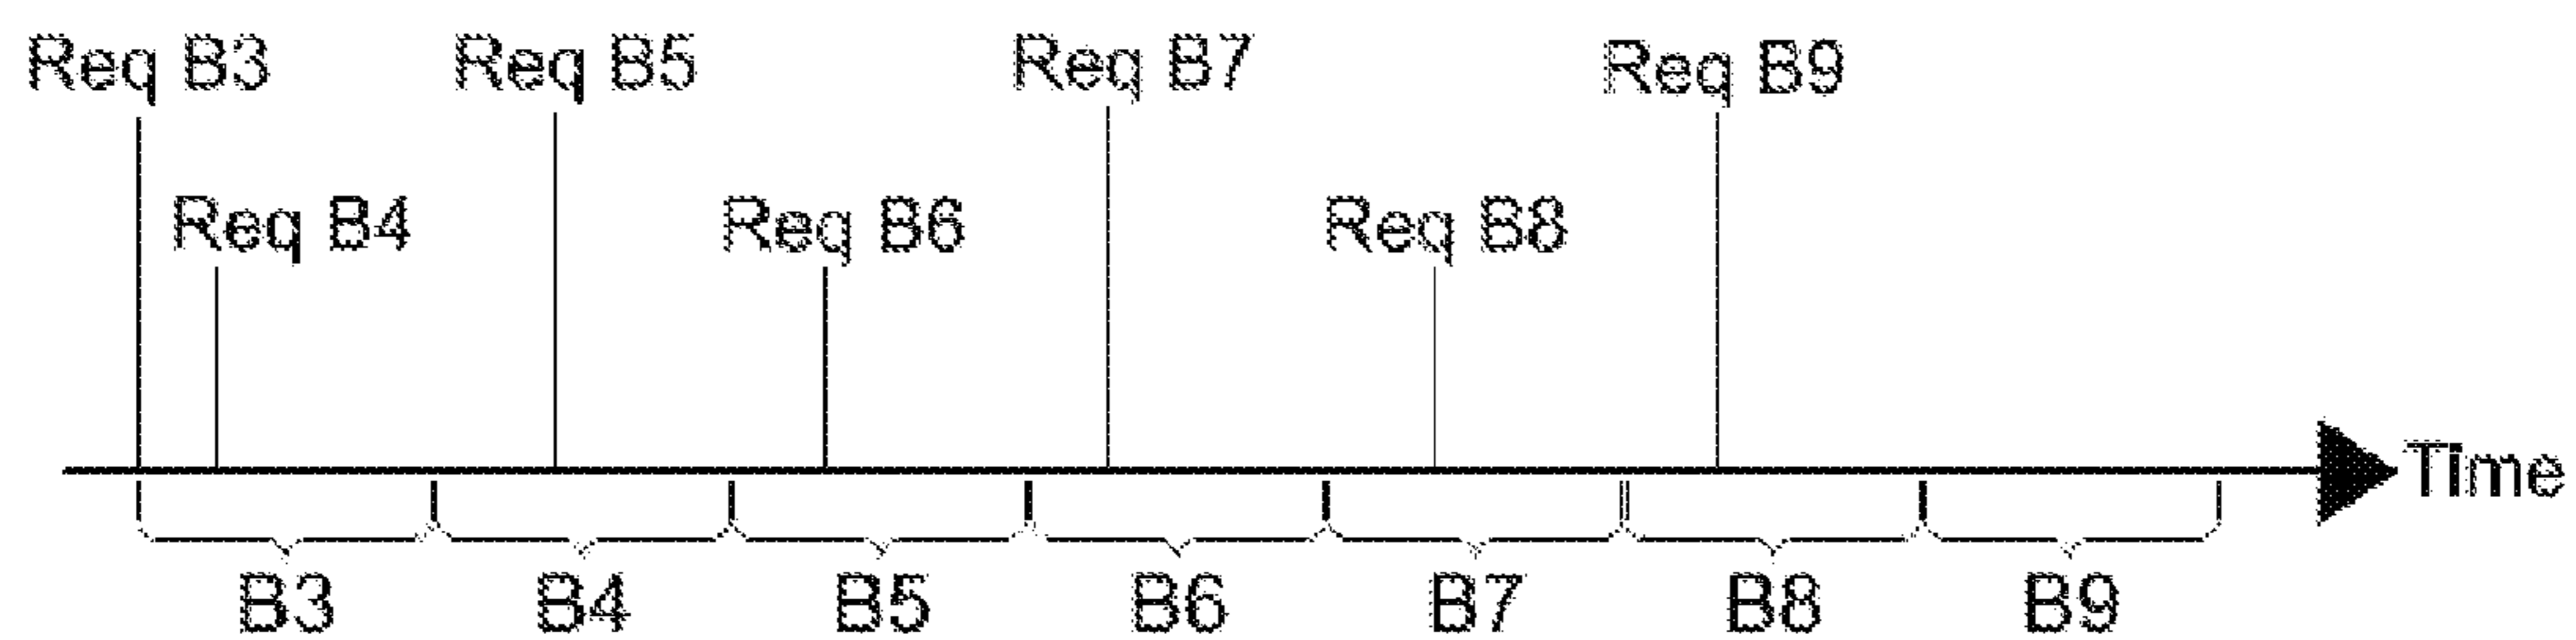 Req B3 Req B5 Req B7 Req B9
Req B4 Req B6 Req B8
Time
B3 B4 B5 B6 B7 B8 B9